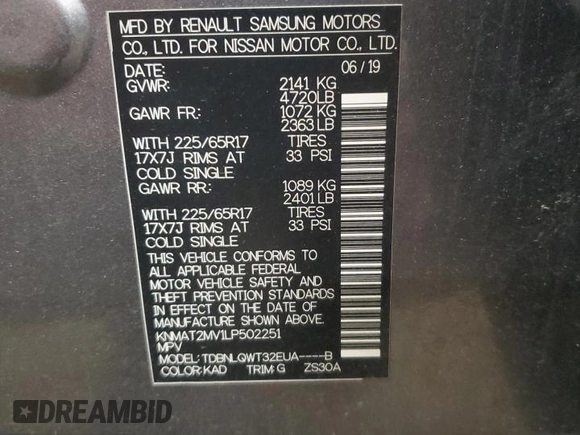 MFD BY RENAULT SAMSUNG MOTORS
CO., LTD. FOR NISSAN MOTOR CO., LTD.
DATE: 06/19
GVWR: 2141 KG
4720LB
GAWR FR: 1072 KG
2363LB
WITH 225/65R17 TIRES
17X7J RIMS AT 33 PSI
COLD SINGLE
GAWR RR: 1089 KG
2401LB
WITH 225/65R17 TIRES
17X7J RIMS AT 33 PSI
COLD SINGLE
THIS VEHICLE CONFORMS TO
ALL APPLICABLE FEDERAL
MOTOR VEHICLE SAFETY AND
THEFT PREVENTION STANDARDS
IN EFFECT ON THE DATE OF
MANUFACTURE SHOWN ABOVE.
KNMAT2MV1LP502251
MPV
MODEL: TDBNLQWT32EUA----B
COLOR:KAD TRIM:G ZS30A
DREAMBID